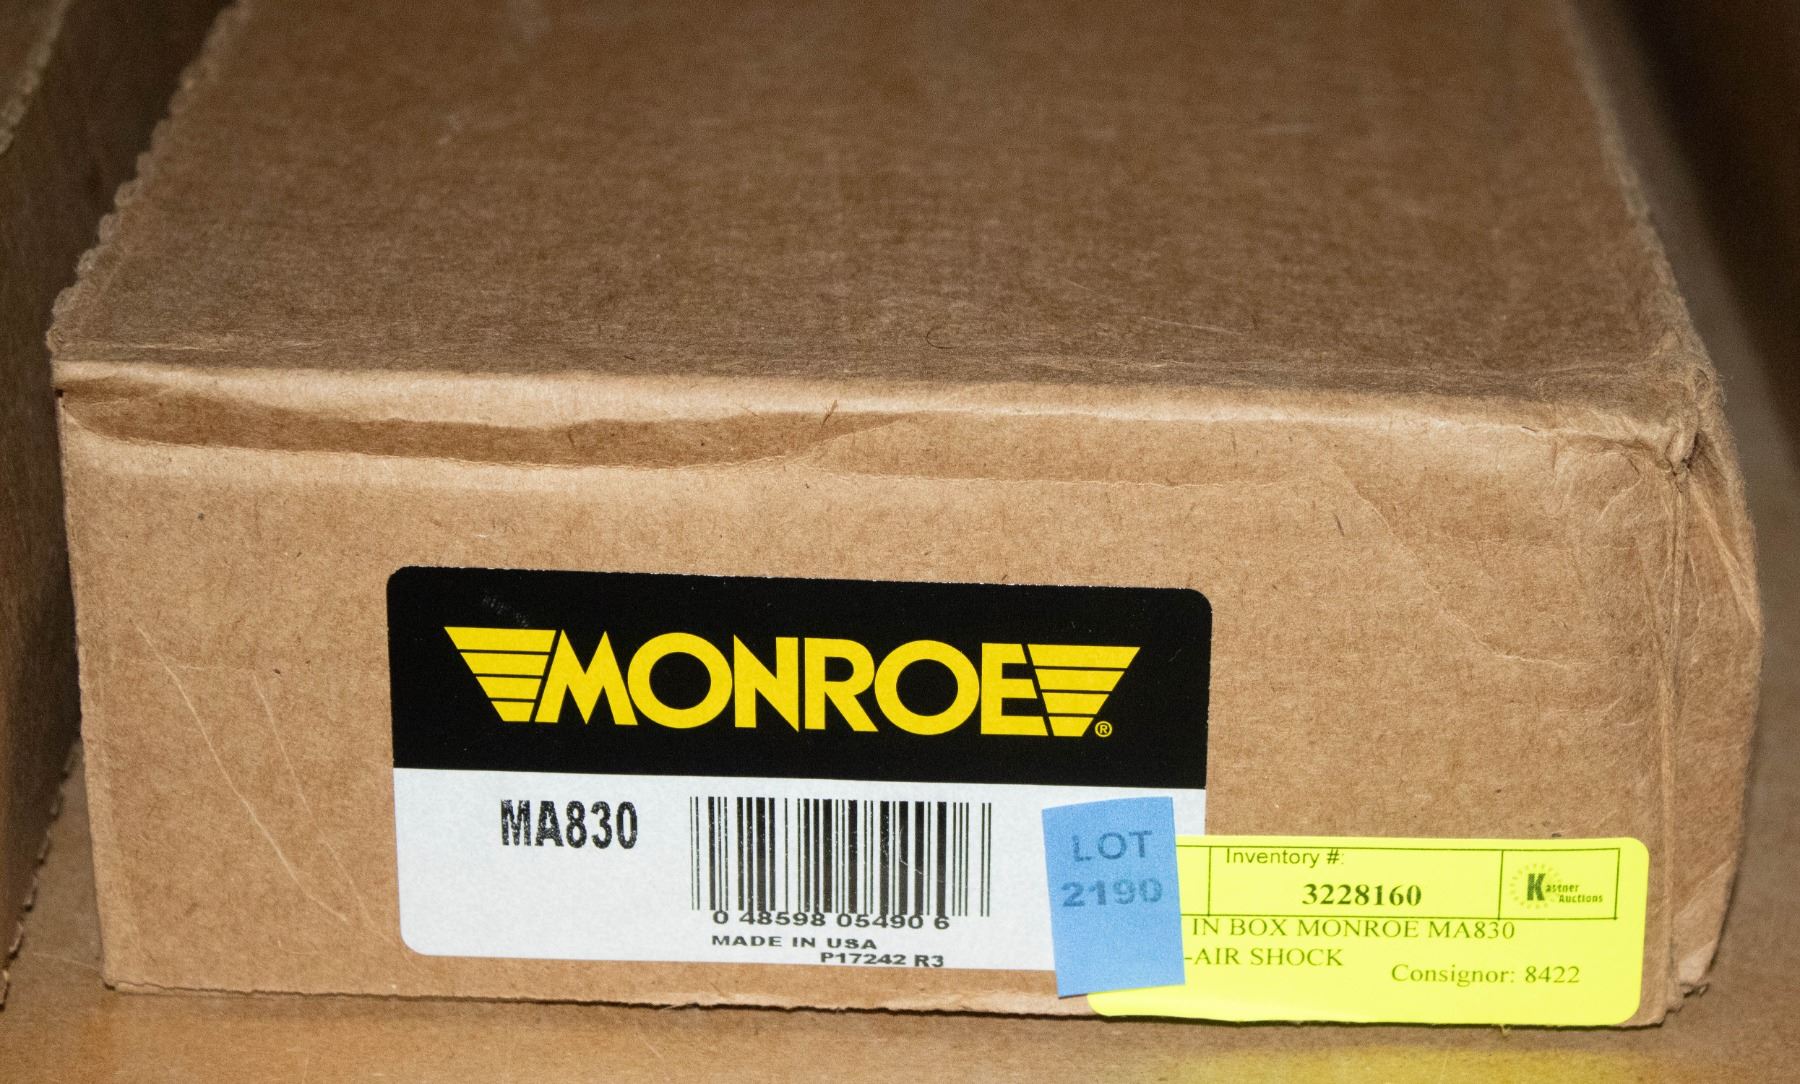 MONROE®
MA830
0 48598 05490 6
MADE IN USA
P17242 R3
LOT
2190
Inventory #:
3228160
Kastner
Auctions
IN BOX MONROE MA830
-AIR SHOCK
Consignor: 8422